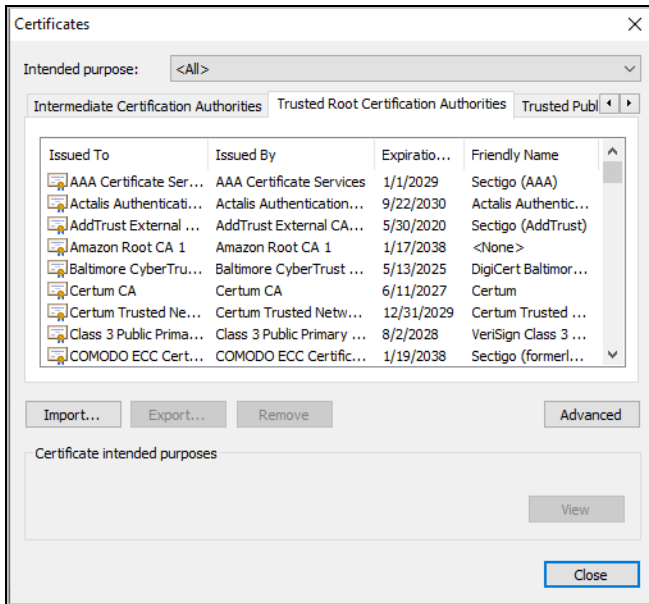 Certificates
Intended purpose: <All>
Intermediate Certification Authorities Trusted Root Certification Authorities Trusted Publ
Issued To Issued By Expiratio... Friendly Name
AAA Certificate Ser... AAA Certificate Services 1/1/2029 Sectigo (AAA)
Actalis Authenticati... Actalis Authentication... 9/22/2030 Actalis Authentic...
AddTrust External ... AddTrust External CA... 5/30/2020 Sectigo (AddTrust)
Amazon Root CA 1 Amazon Root CA 1 1/17/2038 <None>
Baltimore CyberTru... Baltimore CyberTrust ... 5/13/2025 DigiCert Baltimor...
Certum CA Certum CA 6/11/2027 Certum
Certum Trusted Ne... Certum Trusted Netw... 12/31/2029 Certum Trusted ...
Class 3 Public Prima... Class 3 Public Primary ... 8/2/2028 VeriSign Class 3 ...
COMODO ECC Cert... COMODO ECC Certific... 1/19/2038 Sectigo (formerl...
Import... Export... Remove Advanced
Certificate intended purposes
View
Close